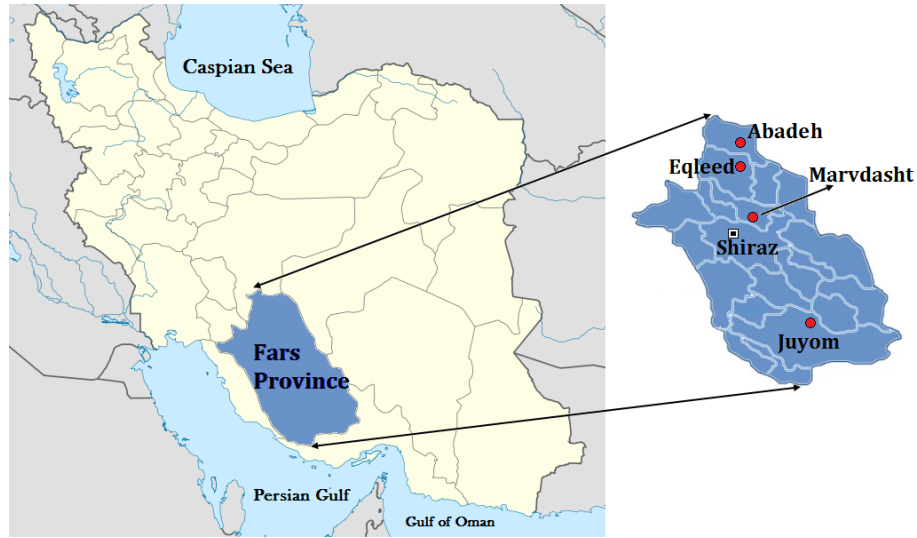 Caspian Sea
Abadeh
Eqleed
Marvdasht
Shiraz
Fars
Province
Juyom
Persian Gulf
Gulf of Oman